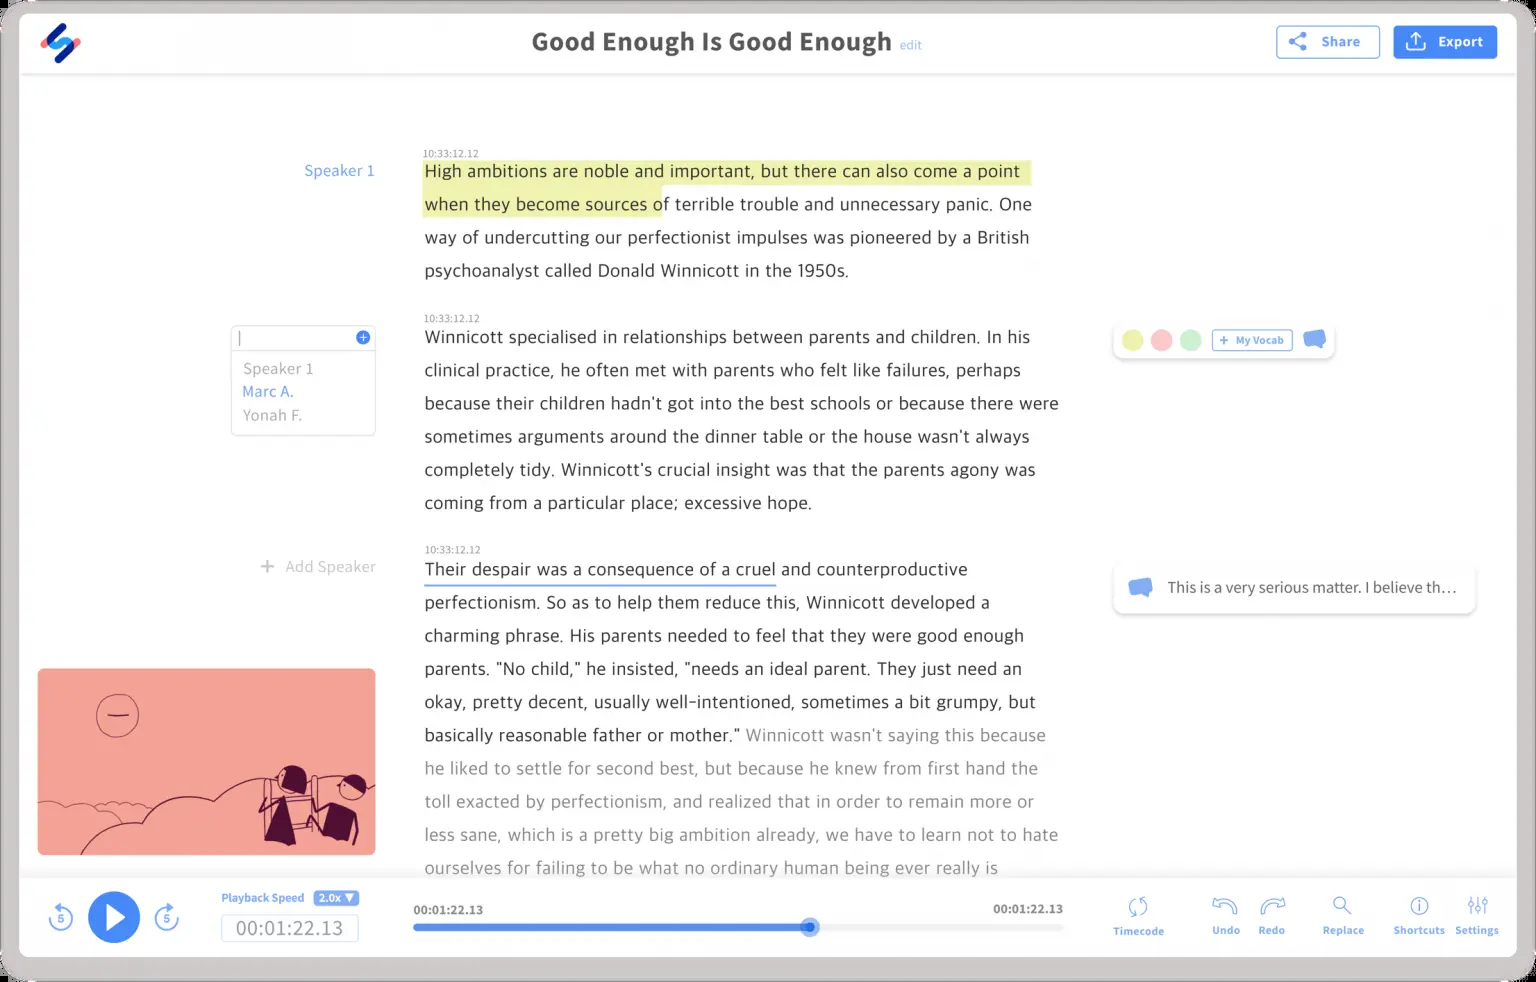 Good Enough Is Good Enough edit
Share
Export
10:33:12.12
Speaker 1
High ambitions are noble and important, but there can also come a point
when they become sources of terrible trouble and unnecessary panic. One
way of undercutting our perfectionist impulses was pioneered by a British
psychoanalyst called Donald Winnicott in the 1950s.
Speaker 1
Marc A.
Yonah F.
10:33:12.12
Winnicott specialised in relationships between parents and children. In his
clinical practice, he often met with parents who felt like failures, perhaps
because their children hadn't got into the best schools or because there were
sometimes arguments around the dinner table or the house wasn't always
completely tidy. Winnicott's crucial insight was that the parents agony was
coming from a particular place; excessive hope.
+ My Vocab
+ Add Speaker
10:33:12.12
Their despair was a consequence of a cruel and counterproductive
perfectionism. So as to help them reduce this, Winnicott developed a
charming phrase. His parents needed to feel that they were good enough
parents. "No child," he insisted, "needs an ideal parent. They just need an
okay, pretty decent, usually well-intentioned, sometimes a bit grumpy, but
basically reasonable father or mother." Winnicott wasn't saying this because
he liked to settle for second best, but because he knew from first hand the
toll exacted by perfectionism, and realized that in order to remain more or
less sane, which is a pretty big ambition already, we have to learn not to hate
ourselves for failing to be what no ordinary human being ever really is
This is a very serious matter. I believe th...
5
5
Playback Speed 2.0x
00:01:22.13
00:01:22.13
00:01:22.13
Timecode
Undo
Redo
Replace
Shortcuts
Settings